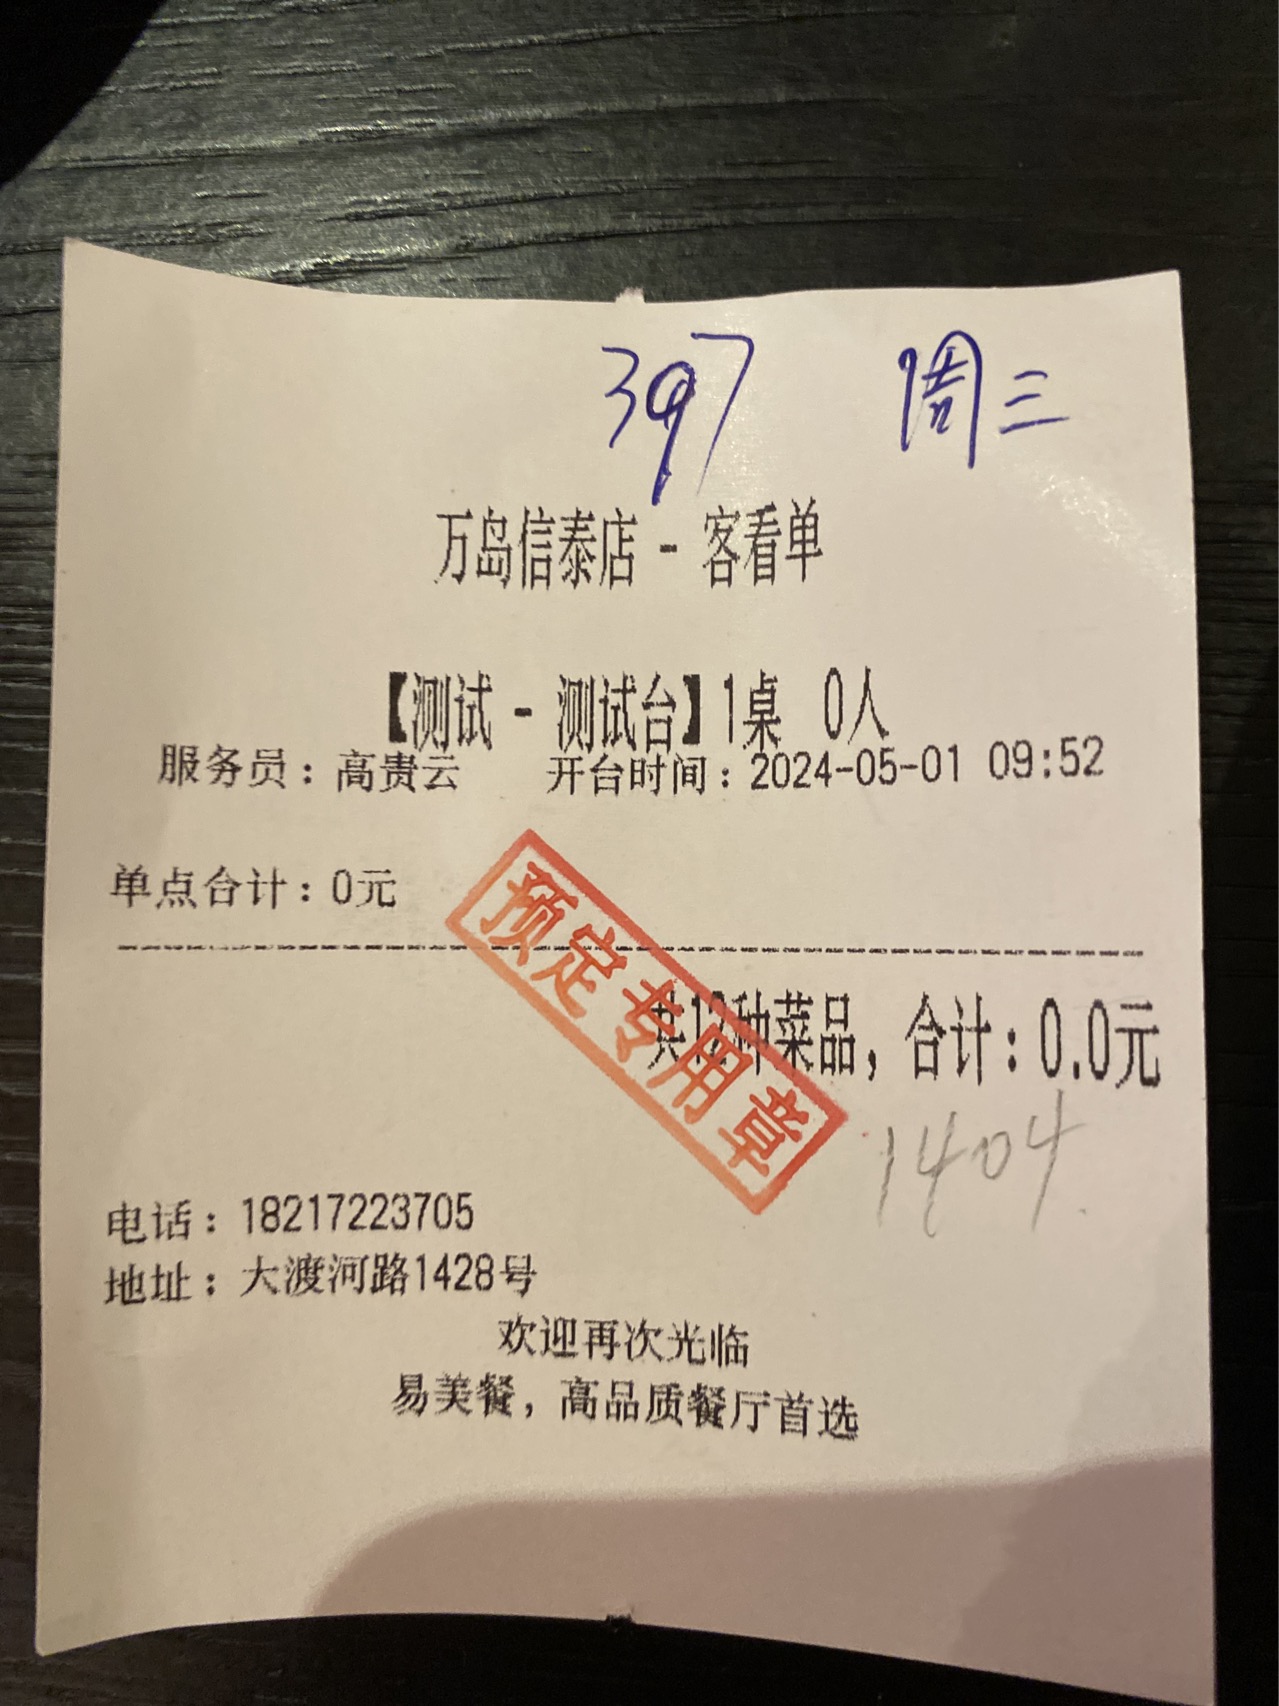 397 周三
万岛信泰店 - 客看单
【测试 - 测试台】1桌 0人
服务员：高贵云 开台时间：2024-05-01 09:52
单点合计：0元
预定专用章
共12种菜品，合计：0.0元
1404
电话：18217223705
地址：大渡河路1428号
欢迎再次光临
易美餐，高品质餐厅首选